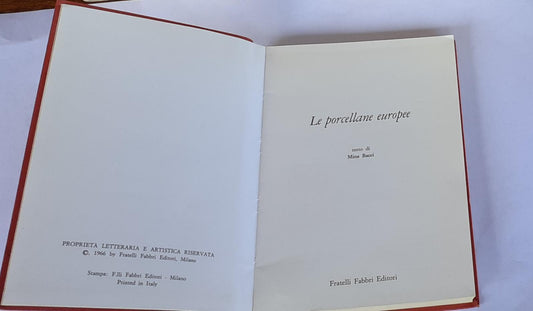 PROPRIETA LETTERARIA E ARTISTICA RISERVATA
©. 1966 by Fratelli Fabbri Editori, Milano
Stampa: F.lli Fabbri Editori - Milano
Printed in Italy
Le porcellane europee
testo di
Mina Bacci
Fratelli Fabbri Editori